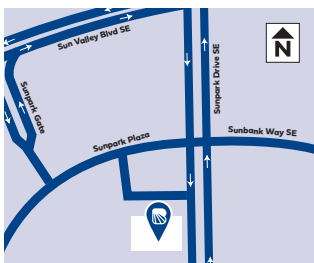 Sun Valley Blvd SE
Sunpark Drive SE
N
Sunpark Gate
Sunpark Plaza
Sunbank Way SE